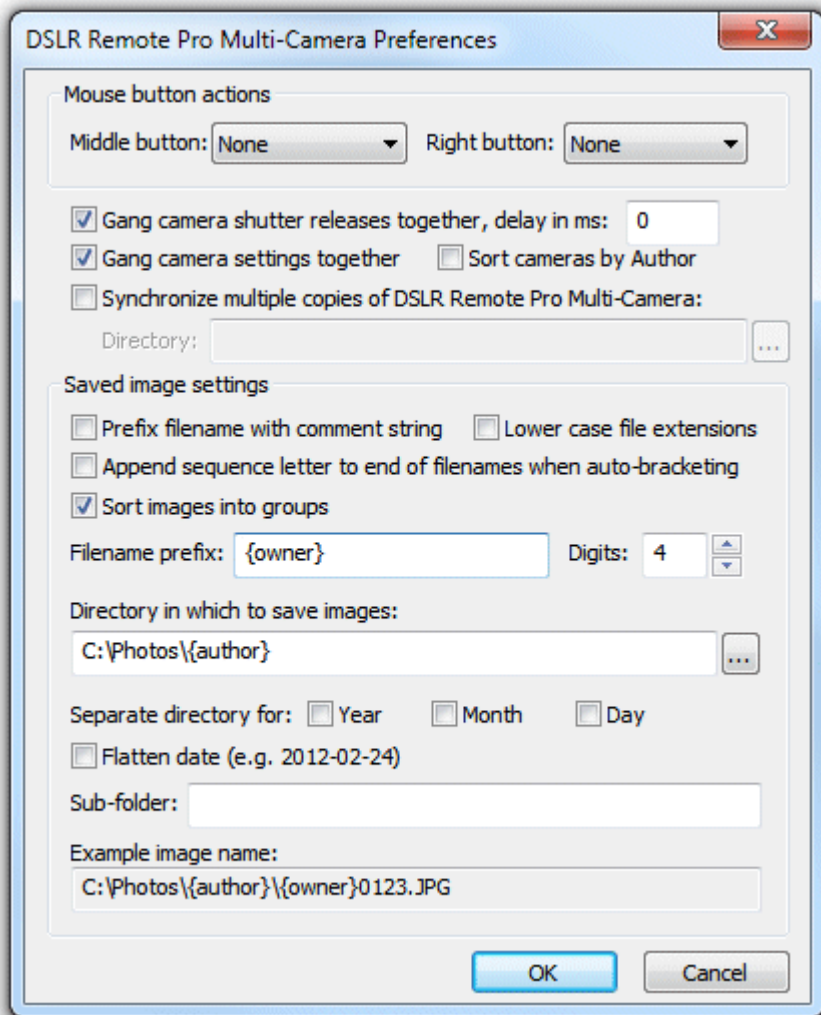 DSLR Remote Pro Multi-Camera Preferences
Mouse button actions
Middle button: None Right button: None
Gang camera shutter releases together, delay in ms: 0
Gang camera settings together Sort cameras by Author
Synchronize multiple copies of DSLR Remote Pro Multi-Camera:
Directory: ...
Saved image settings
Prefix filename with comment string Lower case file extensions
Append sequence letter to end of filenames when auto-bracketing
Sort images into groups
Filename prefix: {owner} Digits: 4
Directory in which to save images:
C:\Photos\{author} ...
Separate directory for: Year Month Day
Flatten date (e.g. 2012-02-24)
Sub-folder:
Example image name:
C:\Photos\{author}\{owner}0123.JPG
OK Cancel